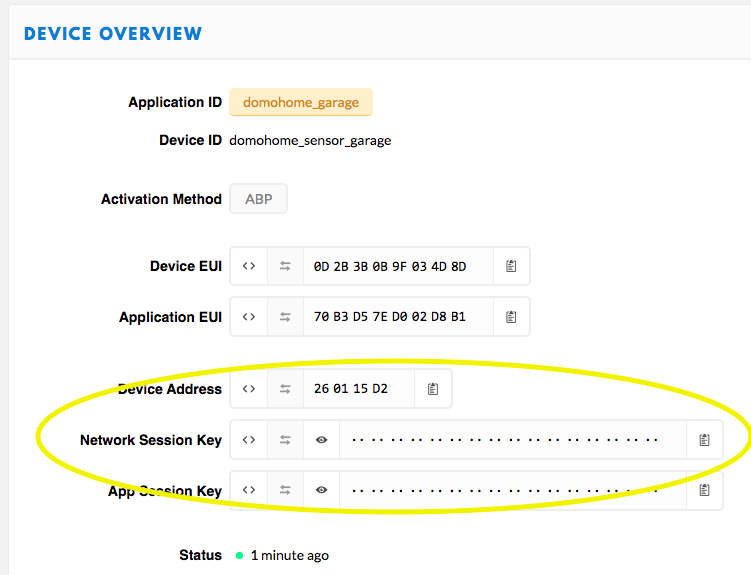 DEVICE OVERVIEW
Application ID domohome_garage
Device ID domohome_sensor_garage
Activation Method ABP
Device EUI <> 0D 2B 3B 0B 9F 03 4D 8D
Application EUI <> 70 B3 D5 7E D0 02 D8 B1
Device Address <> 26 01 15 D2
Network Session Key <> ·· ·· ·· ·· ·· ·· ·· ·· ·· ·· ·· ·· ·· ·· ·· ··
App Session Key <> ·· ·· ·· ·· ·· ·· ·· ·· ·· ·· ·· ·· ·· ·· ·· ··
Status 1 minute ago